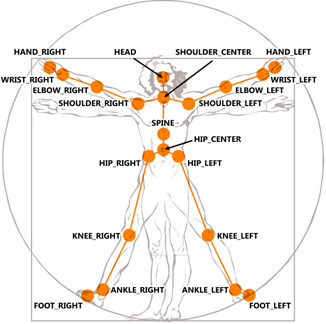 HAND_RIGHT
HEAD
SHOULDER_CENTER
HAND_LEFT
WRIST_RIGHT
WRIST_LEFT
ELBOW_RIGHT
ELBOW_LEFT
SHOULDER_RIGHT
SHOULDER_LEFT
SPINE
HIP_CENTER
HIP_RIGHT
HIP_LEFT
KNEE_RIGHT
KNEE_LEFT
ANKLE_RIGHT
ANKLE_LEFT
FOOT_RIGHT
FOOT_LEFT